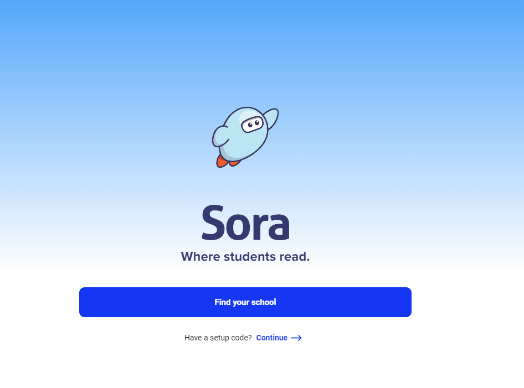 Sora
Where students read.
Find your school
Have a setup code? Continue →